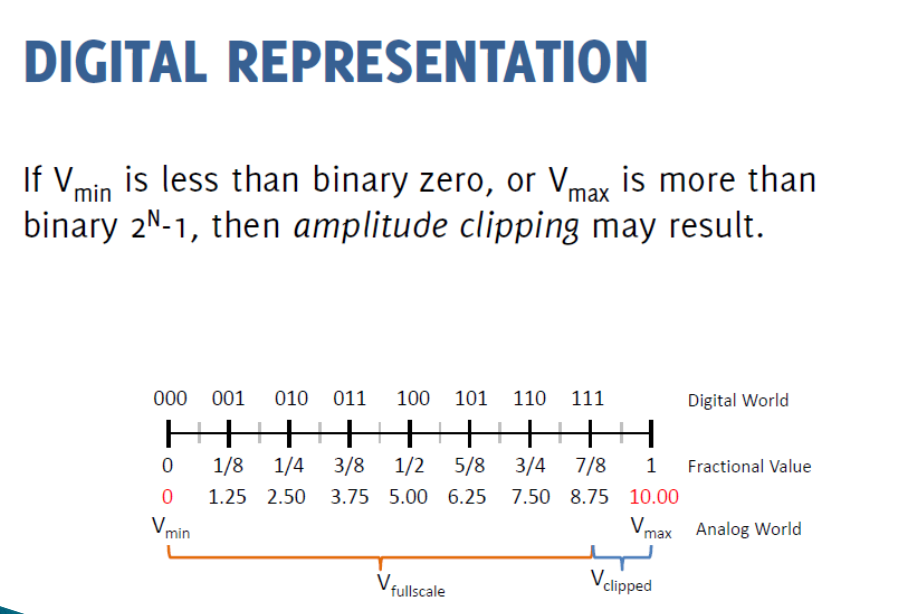 DIGITAL REPRESENTATION
If Vmin is less than binary zero, or Vmax is more than
binary 2ᴺ-1, then amplitude clipping may result.
000 001 010 011 100 101 110 111 Digital World
0 1/8 1/4 3/8 1/2 5/8 3/4 7/8 1 Fractional Value
0 1.25 2.50 3.75 5.00 6.25 7.50 8.75 10.00
Vmin Vmax Analog World
Vfullscale Vclipped